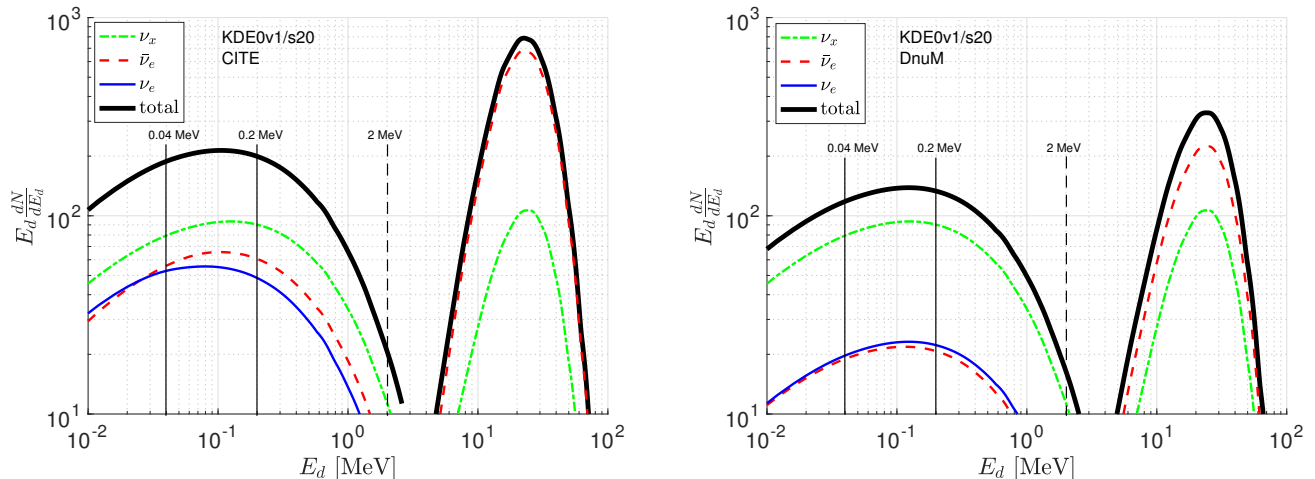 10^3
ν_x
ν̄_e
ν_e
total
KDE0v1/s20
CITE
0.04 MeV
0.2 MeV
2 MeV
10^2
10^1
E_d dN/dE_d
10^-2
10^-1
10^0
10^1
10^2
E_d [MeV]
10^3
ν_x
ν̄_e
ν_e
total
KDE0v1/s20
DnuM
0.04 MeV
0.2 MeV
2 MeV
10^2
10^1
E_d dN/dE_d
10^-2
10^-1
10^0
10^1
10^2
E_d [MeV]